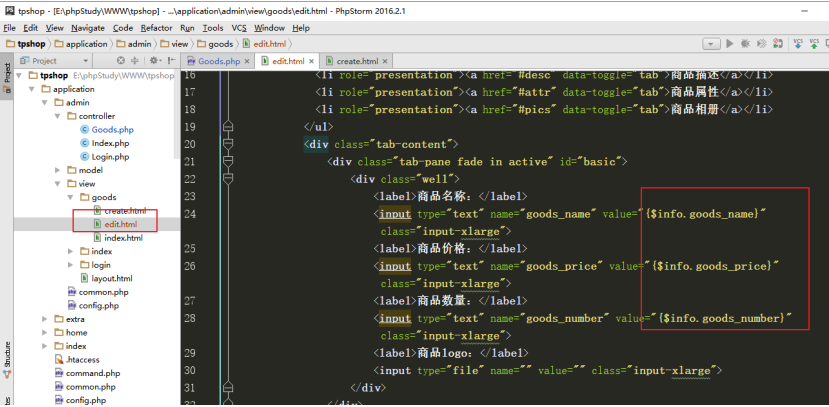 tpshop - [E:\phpStudy\WWW\tpshop] - ...\application\admin\view\goods\edit.html - PhpStorm 2016.2.1
File Edit View Navigate Code Refactor Run Tools VCS Window Help
tpshop application admin view goods edit.html
VCS VCS
Project
Goods.php × edit.html × create.html ×
Project
Structure
tpshop E:\phpStudy\WWW\tpshop
application
admin
controller
Goods.php
Index.php
Login.php
model
view
goods
create.html
edit.html
index.html
index
login
layout.html
common.php
config.php
extra
home
index
.htaccess
command.php
common.php
config.php
16 <li role="presentation"><a href="#desc" data-toggle="tab">商品描述</a></li>
17 <li role="presentation"><a href="#attr" data-toggle="tab">商品属性</a></li>
18 <li role="presentation"><a href="#pics" data-toggle="tab">商品相册</a></li>
19 </ul>
20 <div class="tab-content">
21 <div class="tab-pane fade in active" id="basic">
22 <div class="well">
23 <label>商品名称：</label>
24 <input type="text" name="goods_name" value="{$info.goods_name}"
class="input-xlarge">
25 <label>商品价格：</label>
26 <input type="text" name="goods_price" value="{$info.goods_price}"
class="input-xlarge">
27 <label>商品数量：</label>
28 <input type="text" name="goods_number" value="{$info.goods_number}"
class="input-xlarge">
29 <label>商品logo：</label>
30 <input type="file" name="" value="" class="input-xlarge">
31 </div>
32 </div>